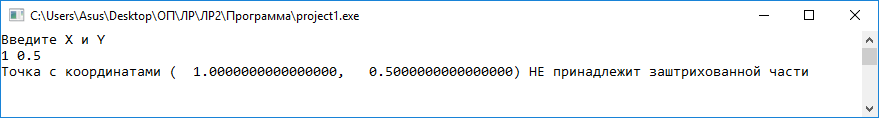 C:\Users\Asus\Desktop\ОП\ЛР\ЛР2\Программа\project1.exe
Введите X и Y
1 0.5
Точка с координатами (  1.0000000000000000,   0.5000000000000000) НЕ принадлежит заштрихованной части